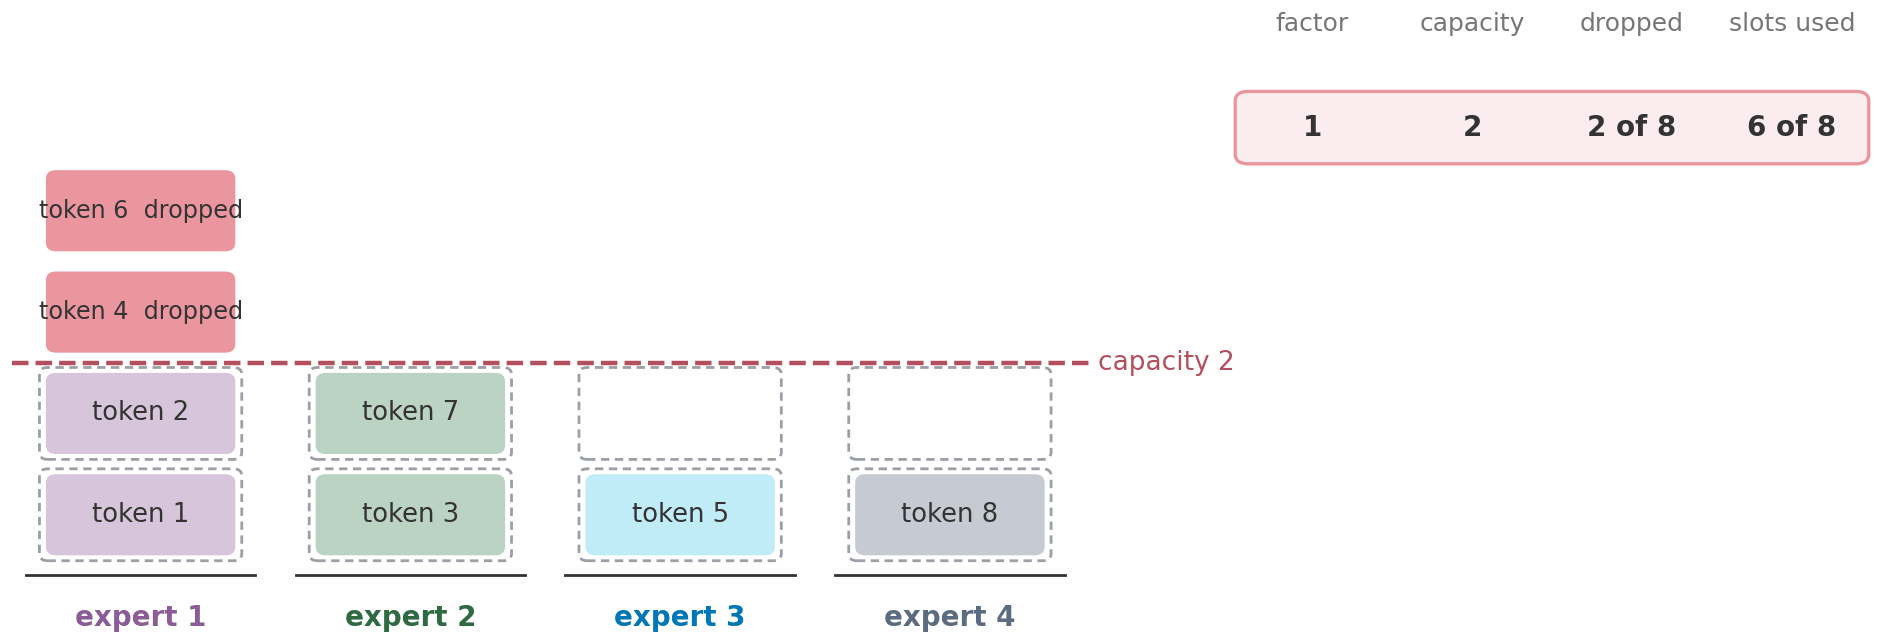 factor capacity dropped slots used
1 2 2 of 8 6 of 8
token 6 dropped
token 4 dropped
capacity 2
token 2 token 7
token 1 token 3 token 5 token 8
expert 1 expert 2 expert 3 expert 4